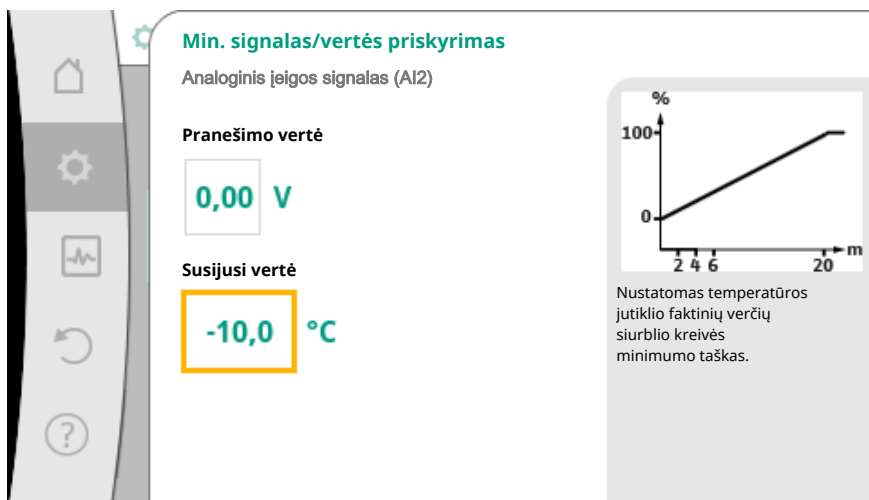 Min. signalas/vertės priskyrimas
Analoginis įeigos signalas (AI2)
Pranešimo vertė
0,00 V
Susijusi vertė
-10,0 °C
%
100
0
2 4 6 20
m
Nustatomas temperatūros
jutiklio faktinių verčių
siurblio kreivės
minimumo taškas.
?